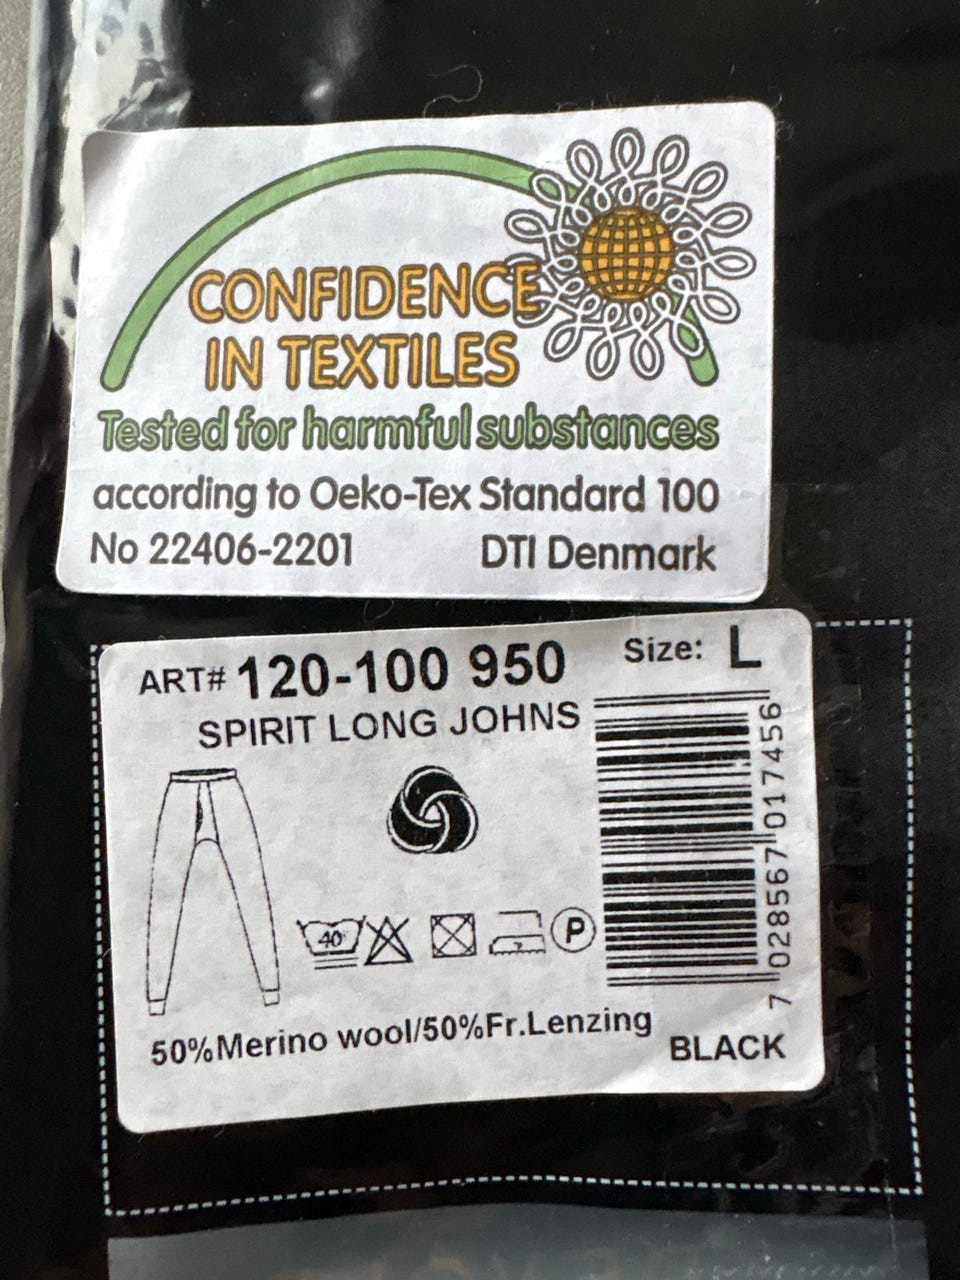 CONFIDENCE
IN TEXTILES
Tested for harmful substances
according to Oeko-Tex Standard 100
No 22406-2201 DTI Denmark
ART# 120-100 950 Size: L
SPIRIT LONG JOHNS
40°
P
7 028567 017456
50%Merino wool/50%Fr.Lenzing
BLACK